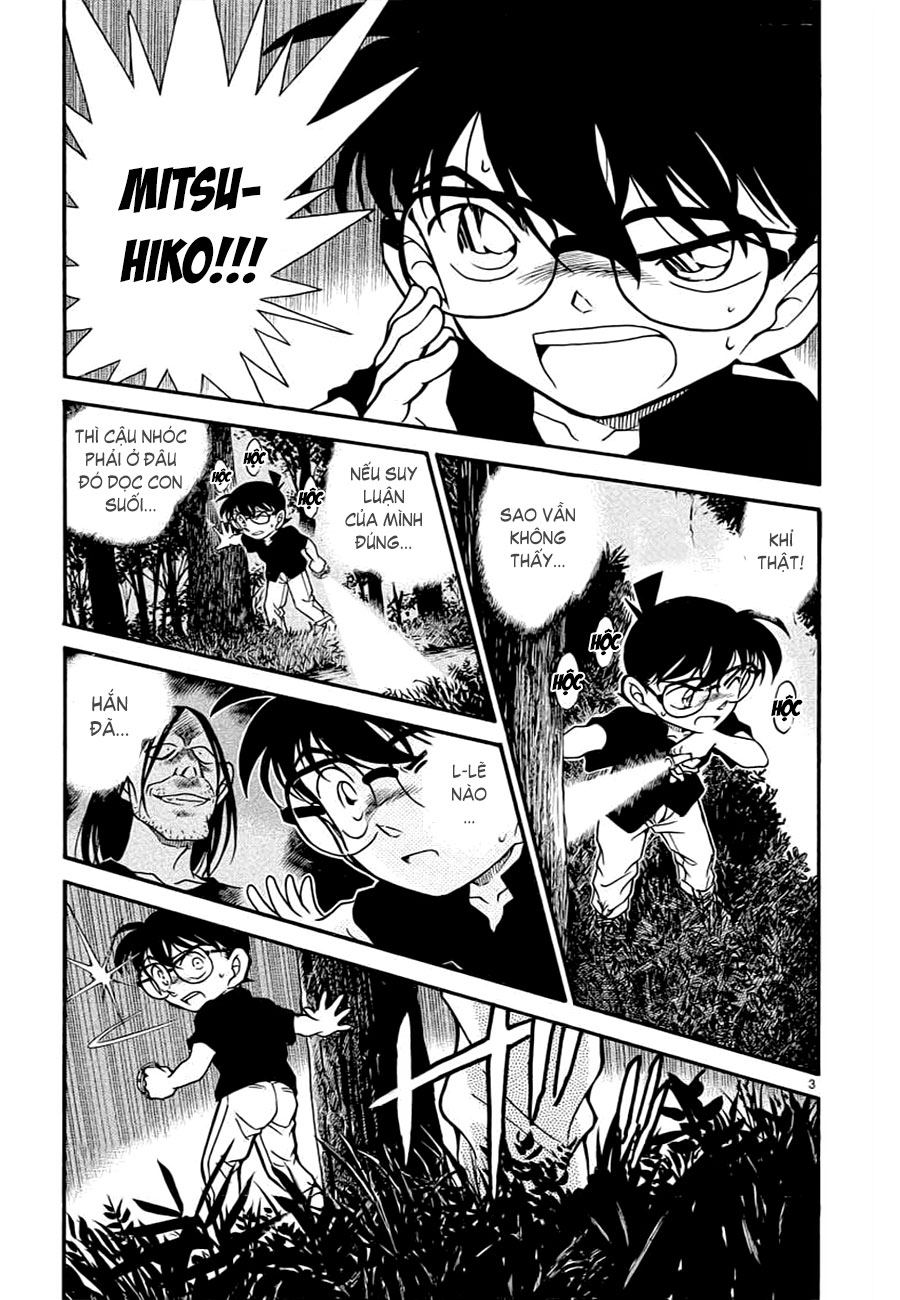 MITSU-
HIKO!!!
THÌ CẬU NHÓC
PHẢI Ở ĐÂU
ĐÓ DỌC CON
SUỐI...
HỘC
HỘC
HỘC
NẾU SUY
LUẬN
CỦA MÌNH
ĐÚNG...
SAO VẪN
KHÔNG
THẤY...
KHỈ
THẬT!
HỘC
HỘC
HỘC
HẮN
ĐÃ...
L-LẼ
NÀO
...
3